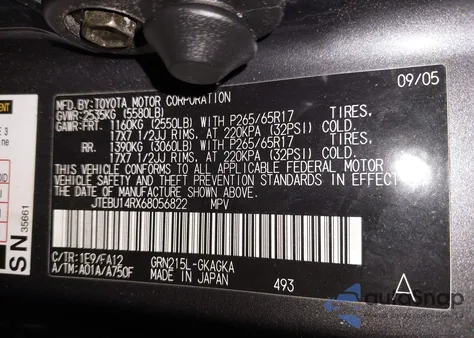 09/05
MFD. BY: TOYOTA MOTOR CORPORATION
GVWR: 2535KG (5580LB)
GAWR: FRT. 1160KG (2550LB) WITH P265/65R17 TIRES,
17X7 1/2JJ RIMS, AT 220KPA (32PSI) COLD.
RR. 1390KG (3060LB) WITH P265/65R17 TIRES,
17X7 1/2JJ RIMS, AT 220KPA (32PSI) COLD.
THIS VEHICLE CONFORMS TO ALL APPLICABLE FEDERAL MOTOR
VEHICLE SAFETY AND THEFT PREVENTION STANDARDS IN EFFECT
THE DATE OF MANUFACTURE SHOWN ABOVE.
JTEBU14RX68056822 MPV
C/TR: 1E9/FA12 GRN215L-GKAGKA
A/TM: A01A/A750F MADE IN JAPAN 493 A
SN 35661
autosnap